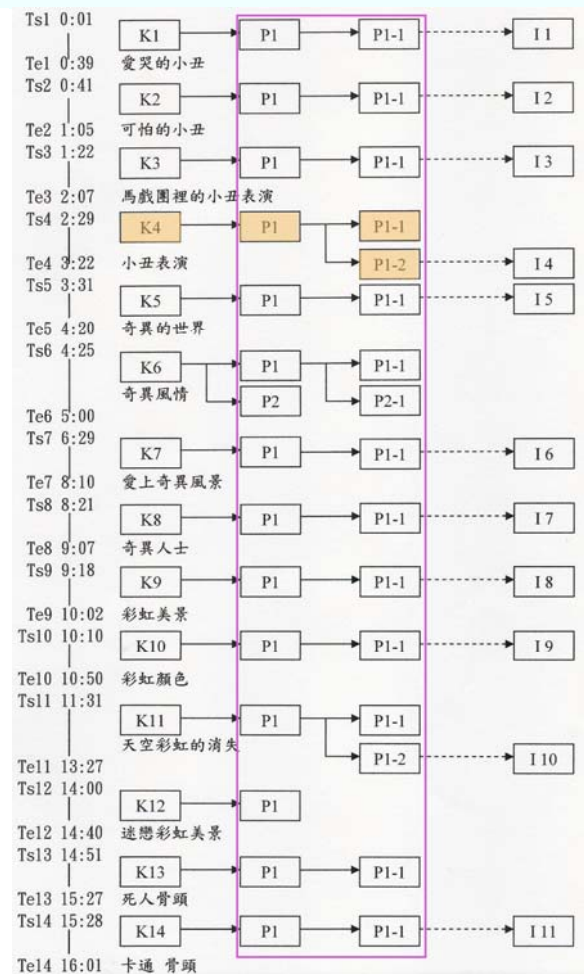 Ts1 0:01
K1 P1 P1-1 I 1
Te1 0:39 愛哭的小丑
Ts2 0:41
K2 P1 P1-1 I 2
Te2 1:05 可怕的小丑
Ts3 1:22
K3 P1 P1-1 I 3
Te3 2:07 馬戲團裡的小丑表演
Ts4 2:29
K4 P1 P1-1
Te4 3:22 小丑表演 P1-2 I 4
Ts5 3:31
K5 P1 P1-1 I 5
Te5 4:20 奇異的世界
Ts6 4:25
K6 P1 P1-1
奇異風情 P2 P2-1
Te6 5:00
Ts7 6:29
K7 P1 P1-1 I 6
Te7 8:10 愛上奇異風景
Ts8 8:21
K8 P1 P1-1 I 7
Te8 9:07 奇異人士
Ts9 9:18
K9 P1 P1-1 I 8
Te9 10:02 彩虹美景
Ts10 10:10
K10 P1 P1-1 I 9
Te10 10:50 彩虹顏色
Ts11 11:31
K11 P1 P1-1
天空彩虹的消失
P1-2 I 10
Te11 13:27
Ts12 14:00
K12 P1
Te12 14:40 迷戀彩虹美景
Ts13 14:51
K13 P1 P1-1
Te13 15:27 死人骨頭
Ts14 15:28
K14 P1 P1-1 I 11
Te14 16:01 卡通 骨頭